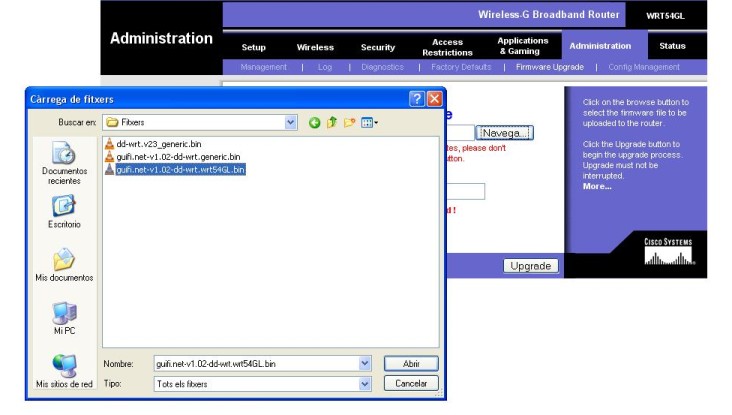 Wireless-G Broadband Router WRT54GL
Administration
Setup Wireless Security Access Restrictions Applications & Gaming Administration Status
Management | Log | Diagnostics | Factory Defaults | Firmware Upgrade | Config Management
Càrrega de fitxers
Buscar en: Fitxers
dd-wrt.v23_generic.bin
guifi.net-v1.02-dd-wrt.generic.bin
guifi.net-v1.02-dd-wrt.wrt54GL.bin
Documentos recientes
Escritorio
Mis documentos
Mi PC
Mis sitios de red
Nombre: guifi.net-v1.02-dd-wrt.wrt54GL.bin Abrir
Tipo: Tots els fitxers Cancelar
Navega...
please don't
Upgrade
Click on the browse button to
select the firmware file to be
uploaded to the router.
Click the Upgrade button to
begin the upgrade process.
Upgrade must not be
interrupted.
More...
CISCO SYSTEMS